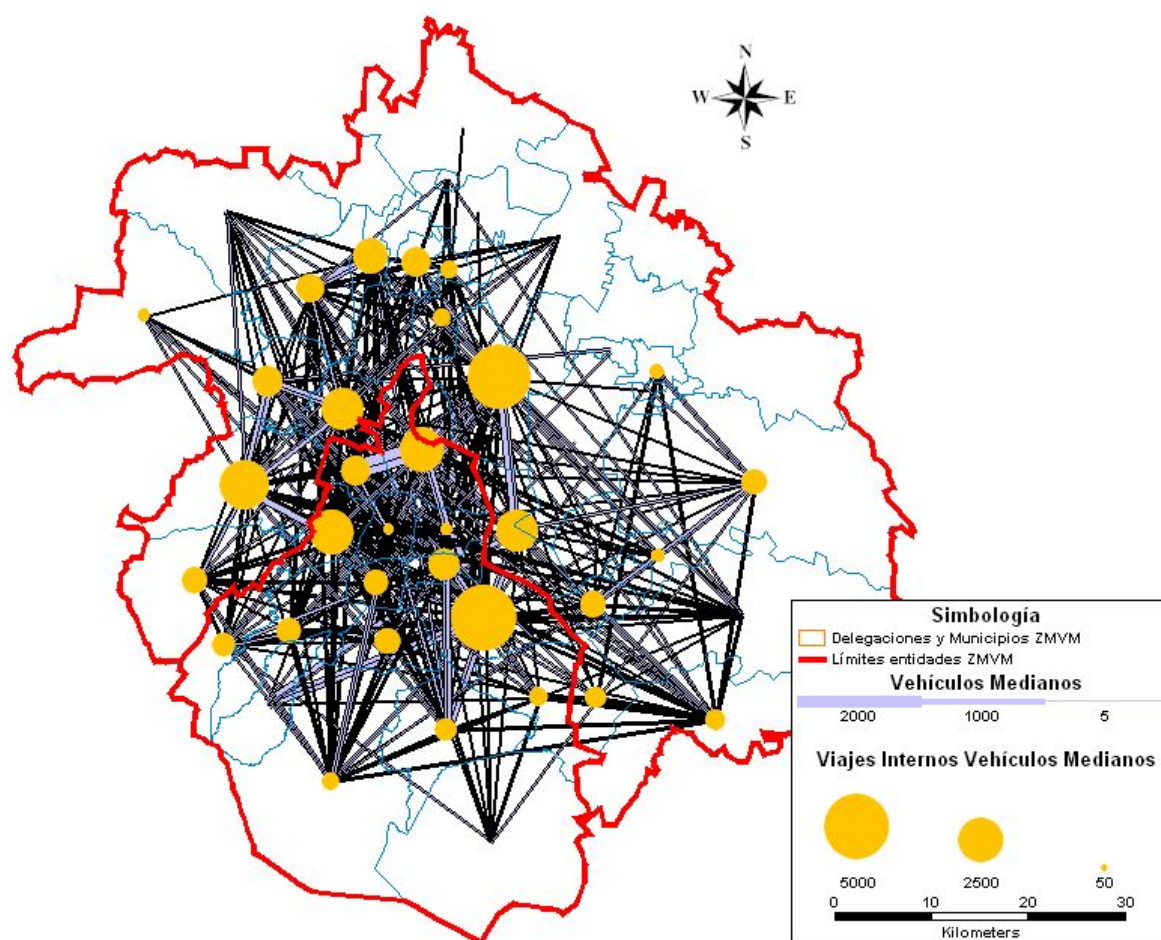 N
W E
S
Simbología
Delegaciones y Municipios ZMVM
Límites entidades ZMVM
Vehículos Medianos
2000 1000 5
Viajes Internos Vehículos Medianos
5000 2500 50
0 10 20 30
Kilometers